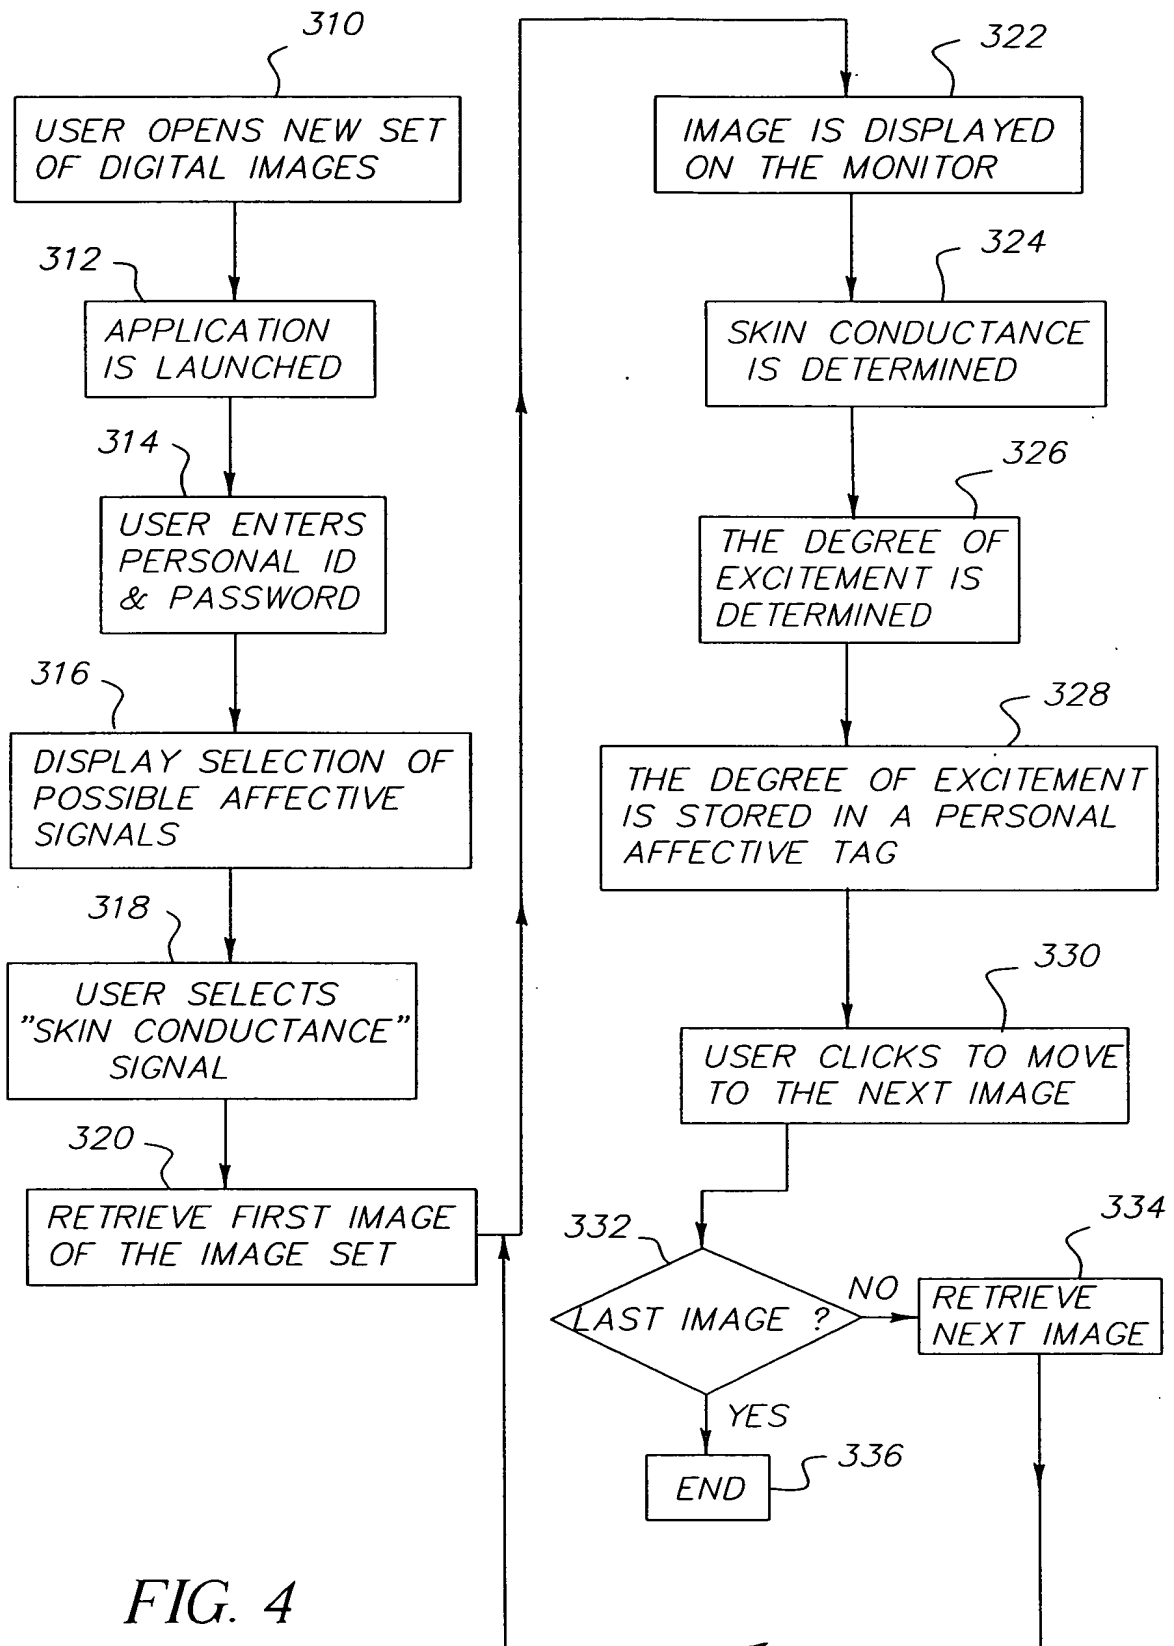 310
USER OPENS NEW SET
OF DIGITAL IMAGES
312
APPLICATION
IS LAUNCHED
314
USER ENTERS
PERSONAL ID
& PASSWORD
316
DISPLAY SELECTION OF
POSSIBLE AFFECTIVE
SIGNALS
318
USER SELECTS
"SKIN CONDUCTANCE"
SIGNAL
320
RETRIEVE FIRST IMAGE
OF THE IMAGE SET
322
IMAGE IS DISPLAYED
ON THE MONITOR
324
SKIN CONDUCTANCE
IS DETERMINED
326
THE DEGREE OF
EXCITEMENT IS
DETERMINED
328
THE DEGREE OF EXCITEMENT
IS STORED IN A PERSONAL
AFFECTIVE TAG
330
USER CLICKS TO MOVE
TO THE NEXT IMAGE
332
LAST IMAGE ?
NO
334
RETRIEVE
NEXT IMAGE
YES
END
336
FIG. 4